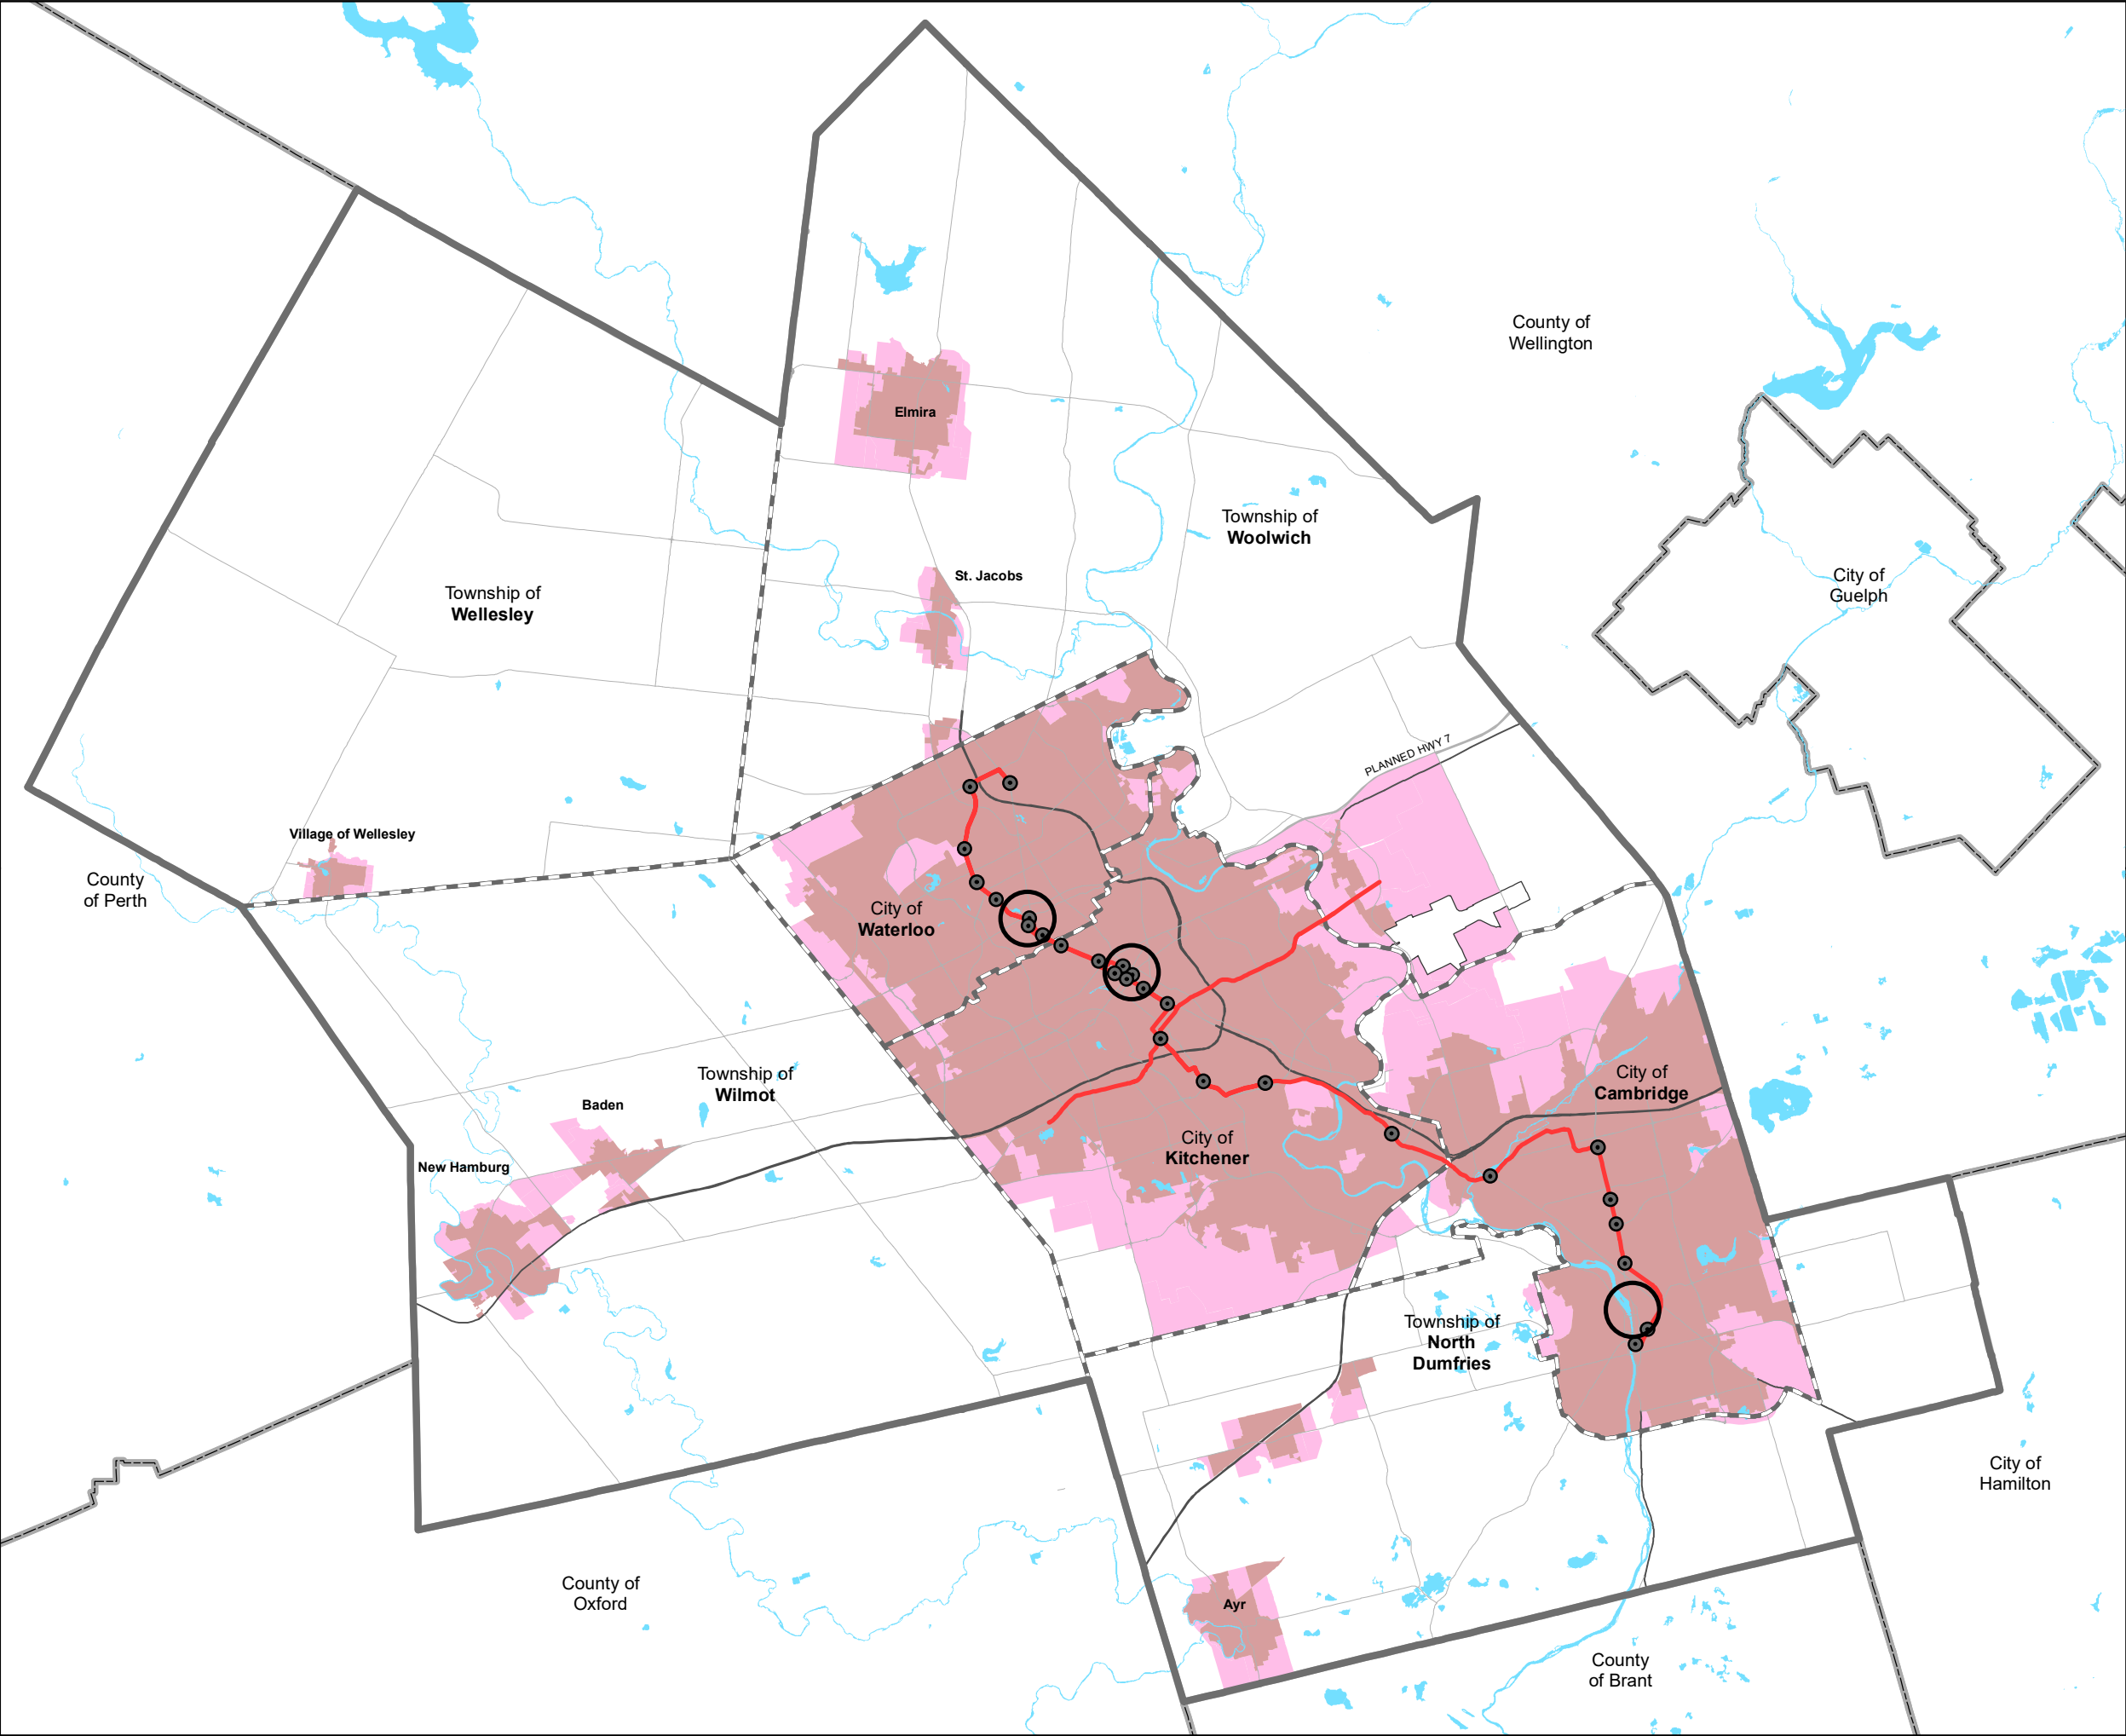 County of
Wellington
Elmira
Township of
Woolwich
St. Jacobs
City of
Guelph
Township of
Wellesley
PLANNED HWY 7
Village of Wellesley
County
of Perth
City of
Waterloo
Township of
Wilmot
City of
Cambridge
Baden
City of
Kitchener
New Hamburg
Township of
North
Dumfries
City of
Hamilton
County of
Oxford
Ayr
County
of Brant